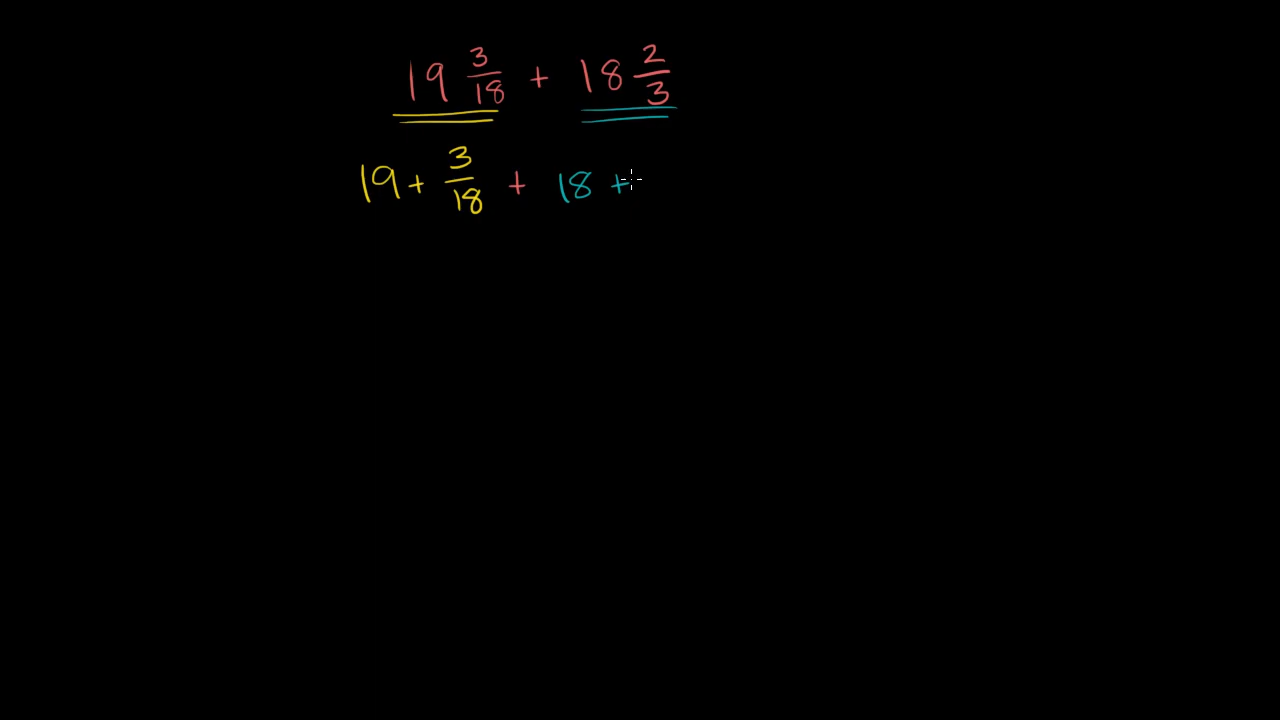 19 3/18 + 18 2/3
19 + 3/18 + 18 +